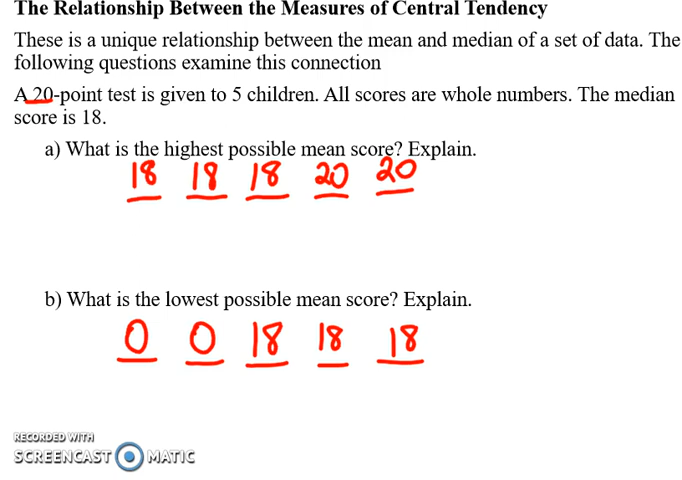 The Relationship Between the Measures of Central Tendency
These is a unique relationship between the mean and median of a set of data. The
following questions examine this connection
A 20-point test is given to 5 children. All scores are whole numbers. The median
score is 18.
a) What is the highest possible mean score? Explain.
18 18 18 20 20
b) What is the lowest possible mean score? Explain.
0 0 18 18 18
RECORDED WITH
SCREENCAST MATIC